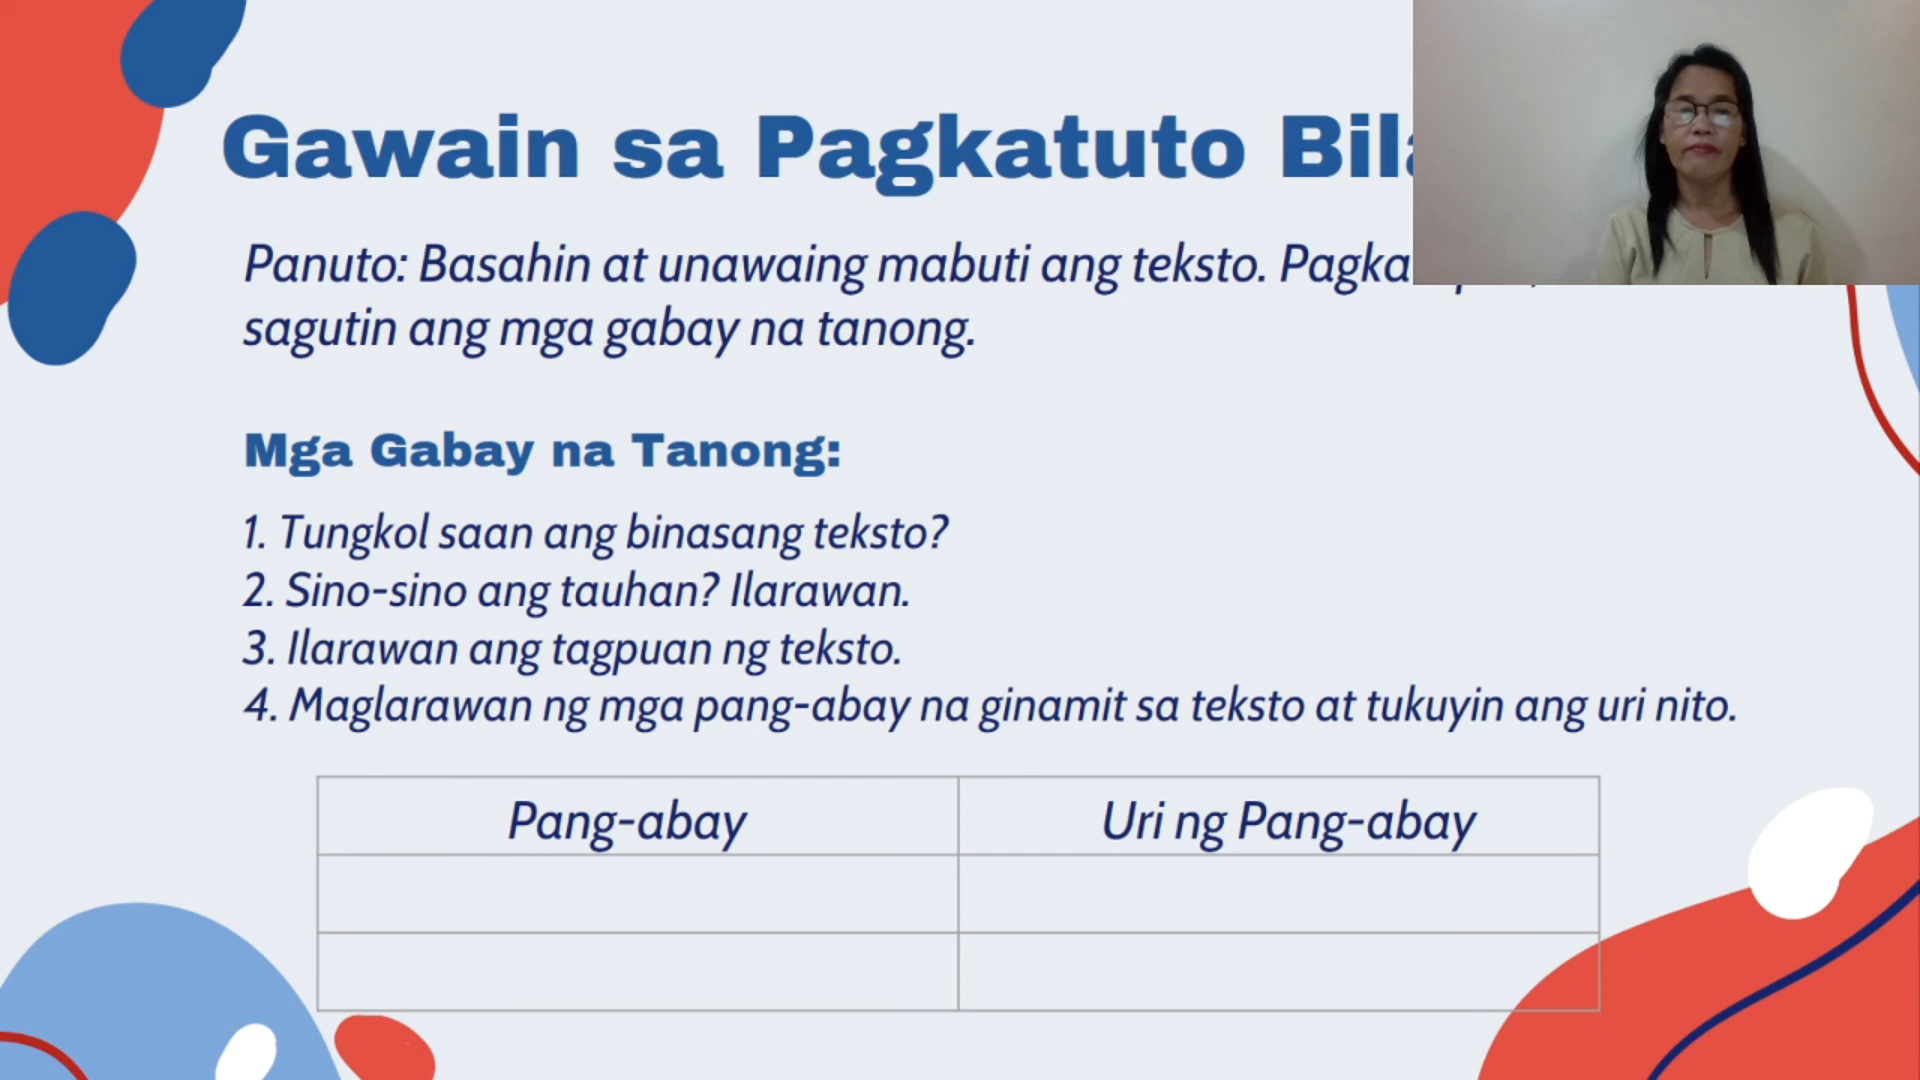 Gawain sa Pagkatuto
Panuto: Basahin at unawaing mabuti ang teksto.
sagutin ang mga gabay na tanong.
Mga Gabay na Tanong:
1. Tungkol saan ang binasang teksto?
2. Sino-sino ang tauhan? Ilarawan.
3. Ilarawan ang tagpuan ng teksto.
4. Maglarawan ng mga pang-abay na ginamit sa teksto at tukuyin ang uri nito.
Pang-abay
Uri ng Pang-abay